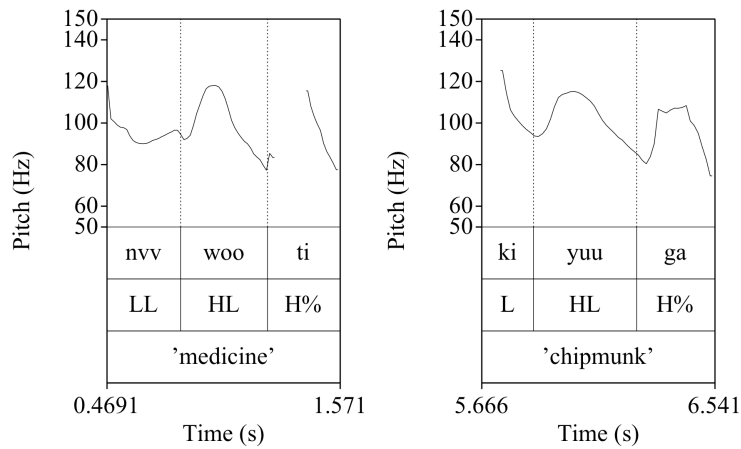 150
140
120
100
80
60
50
Pitch (Hz)
nvv woo ti
LL HL H%
’medicine’
0.4691 1.571
Time (s)
150
140
120
100
80
60
50
Pitch (Hz)
ki yuu ga
L HL H%
’chipmunk’
5.666 6.541
Time (s)